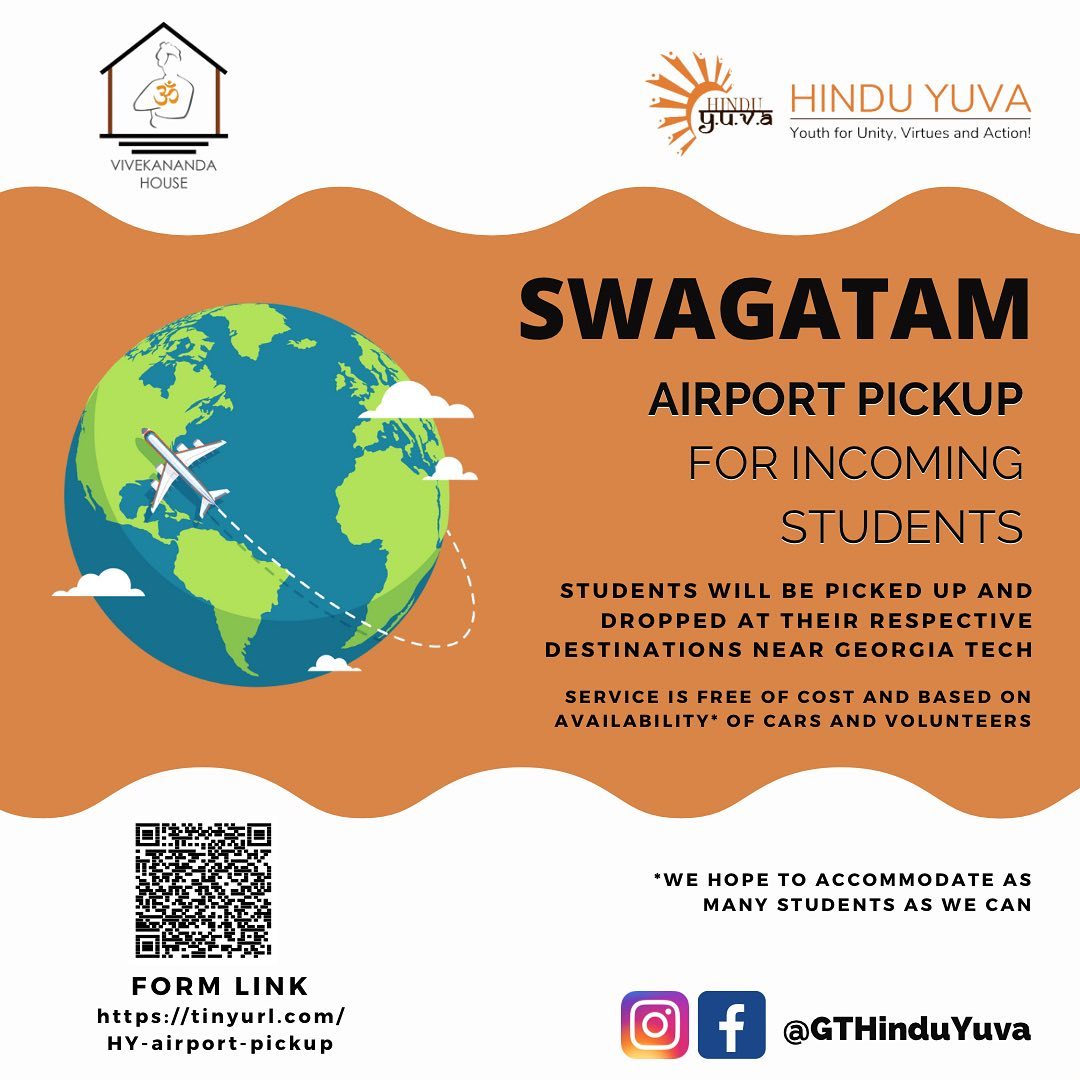 ॐ
VIVEKANANDA
HOUSE
HINDU
y.u.v.a
HINDU YUVA
Youth for Unity, Virtues and Action!
SWAGATAM
AIRPORT PICKUP
FOR INCOMING
STUDENTS
STUDENTS WILL BE PICKED UP AND
DROPPED AT THEIR RESPECTIVE
DESTINATIONS NEAR GEORGIA TECH
SERVICE IS FREE OF COST AND BASED ON
AVAILABILITY* OF CARS AND VOLUNTEERS
FORM LINK
https://tinyurl.com/
HY-airport-pickup
*WE HOPE TO ACCOMMODATE AS
MANY STUDENTS AS WE CAN
@GTHinduYuva